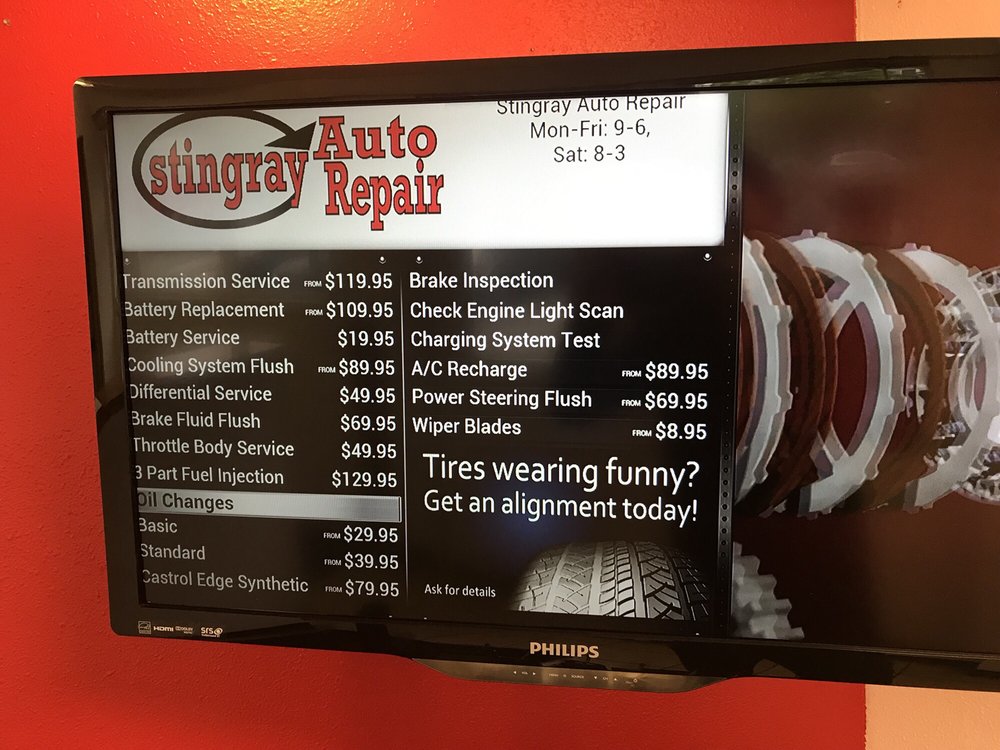 stingray Auto Repair
Stingray Auto Repair
Mon-Fri: 9-6,
Sat: 8-3
Transmission Service FROM $119.95
Battery Replacement FROM $109.95
Battery Service $19.95
Cooling System Flush FROM $89.95
Differential Service $49.95
Brake Fluid Flush $69.95
Throttle Body Service $49.95
3 Part Fuel Injection $129.95
Oil Changes
Basic FROM $29.95
Standard FROM $39.95
Castrol Edge Synthetic FROM $79.95
Brake Inspection
Check Engine Light Scan
Charging System Test
A/C Recharge FROM $89.95
Power Steering Flush FROM $69.95
Wiper Blades FROM $8.95
Tires wearing funny?
Get an alignment today!
Ask for details
HDMI SRS
PHILIPS